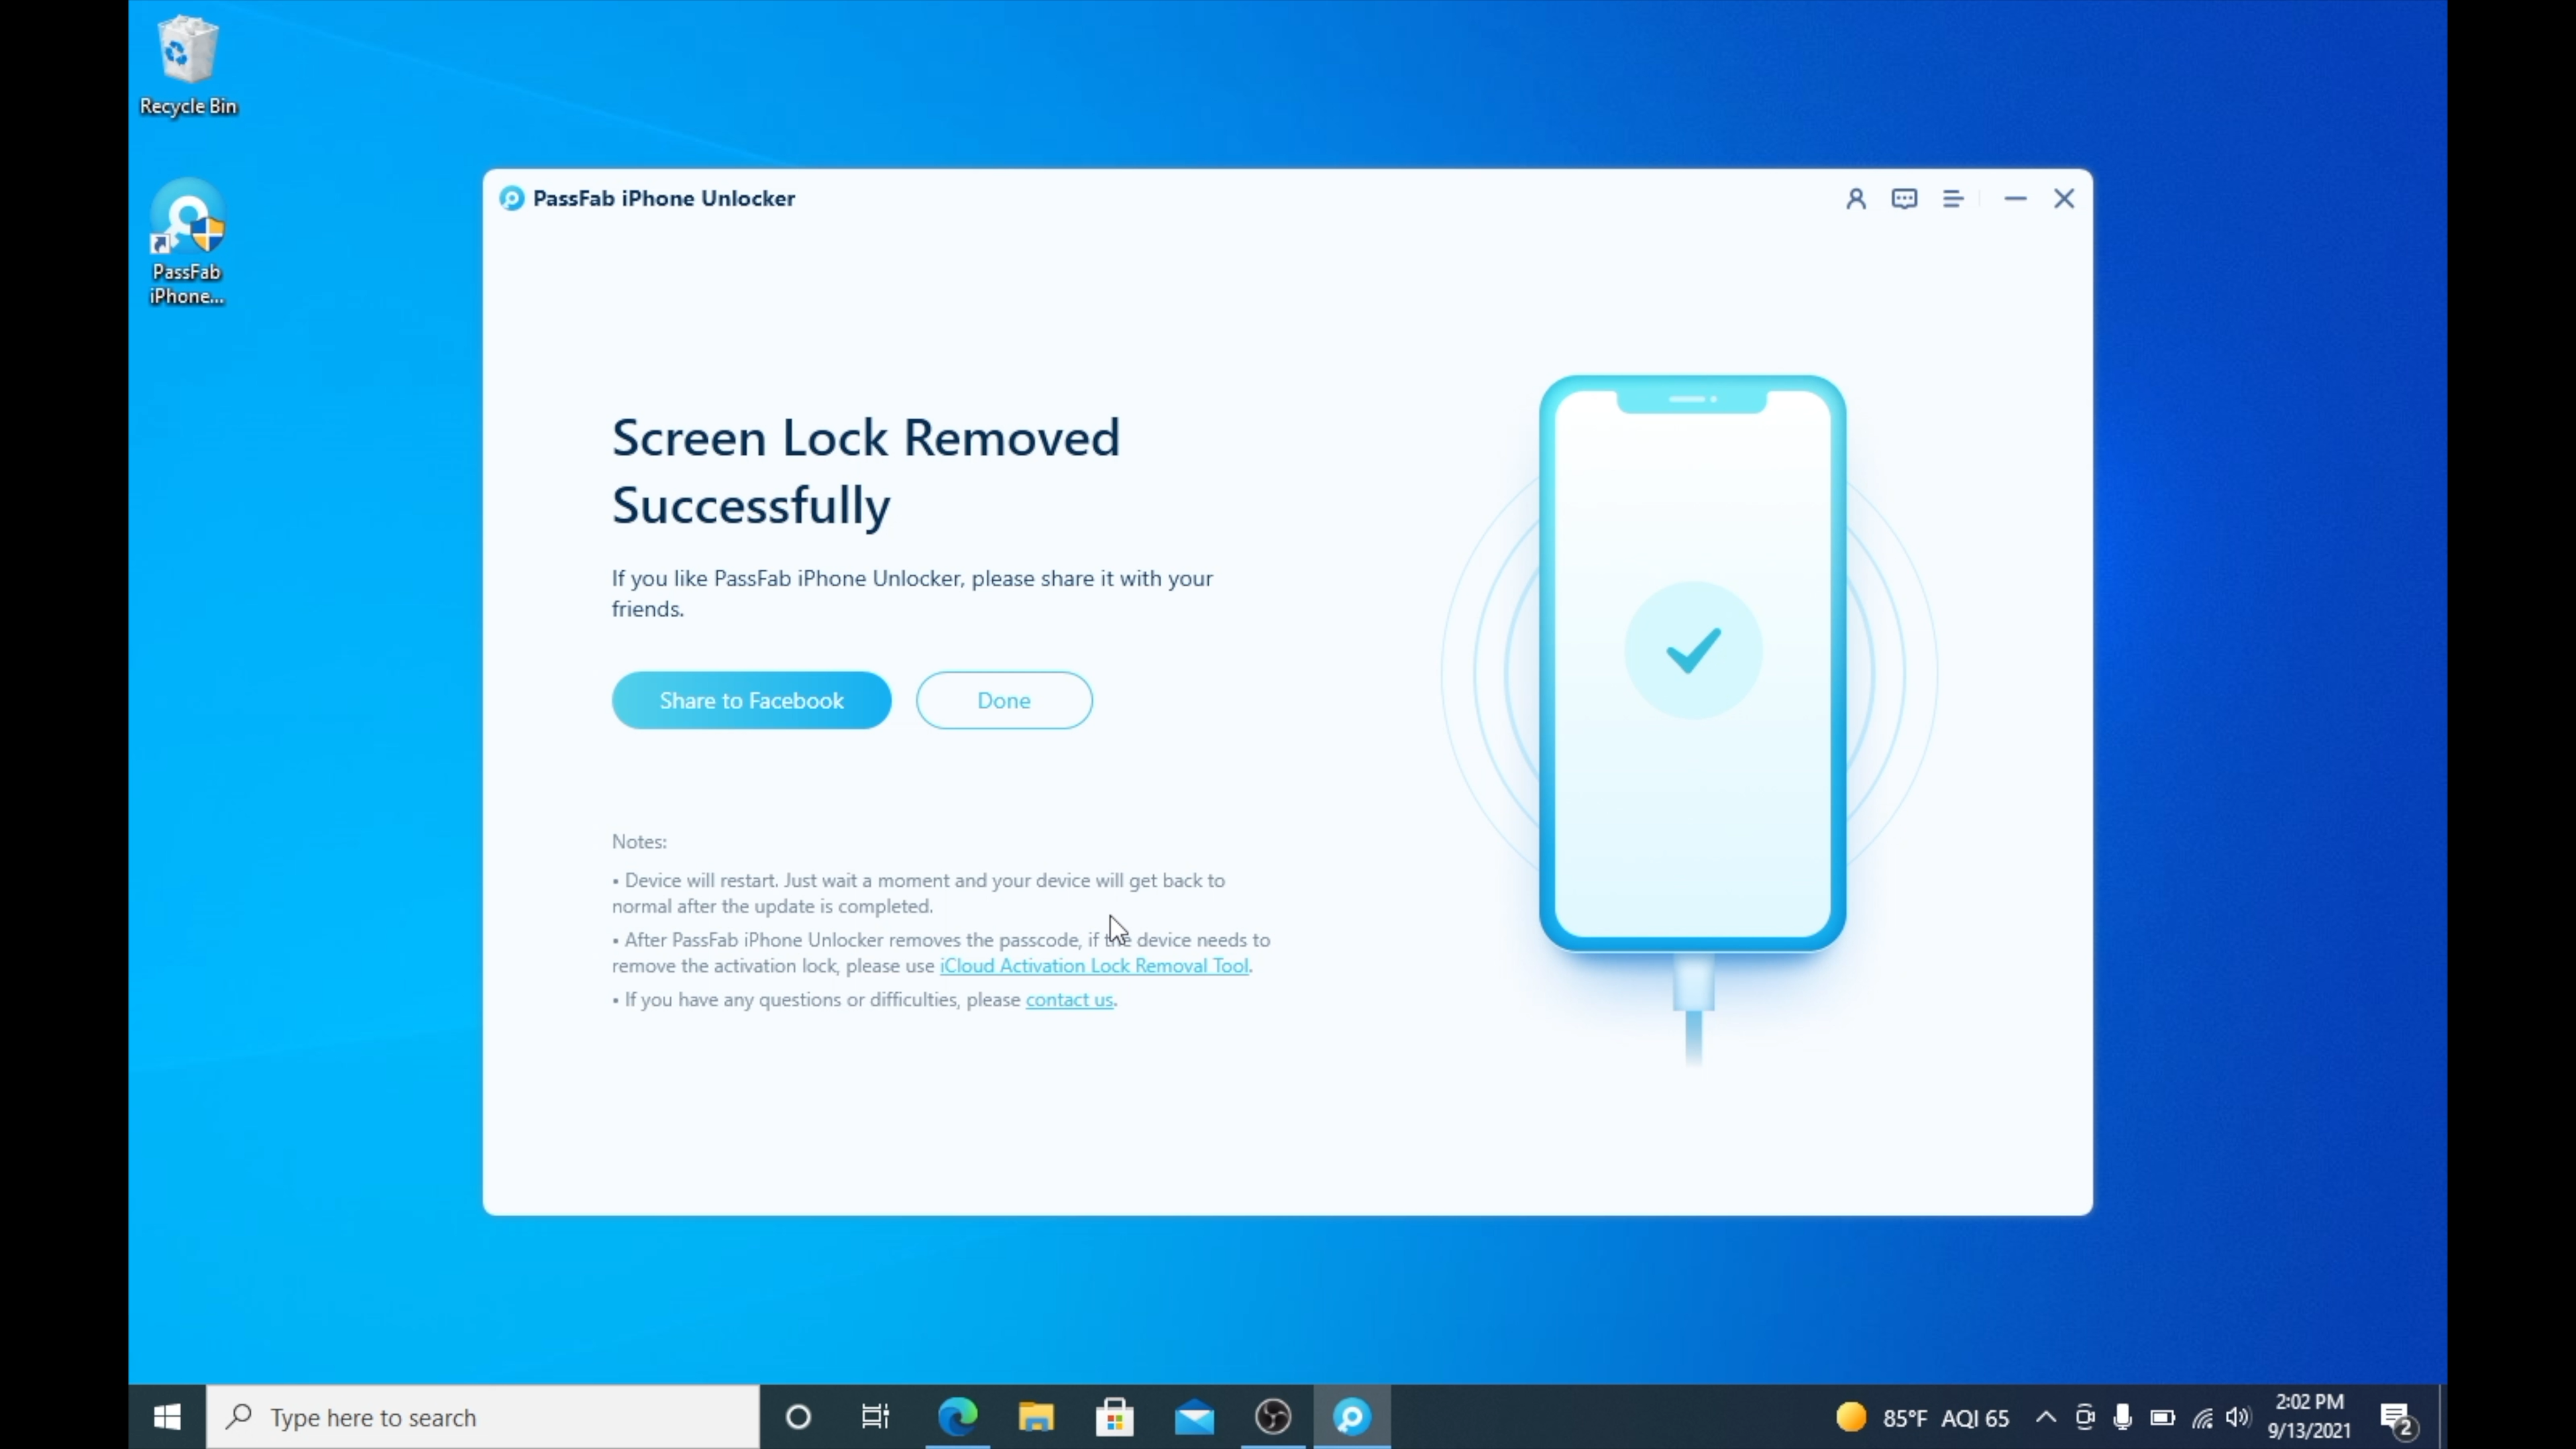 Recycle Bin
PassFab
iPhone...
PassFab iPhone Unlocker
Screen Lock Removed
Successfully
If you like PassFab iPhone Unlocker, please share it with your
friends.
Share to Facebook
Done
Notes:
• Device will restart. Just wait a moment and your device will get back to
normal after the update is completed.
• After PassFab iPhone Unlocker removes the passcode, if the device needs to
remove the activation lock, please use iCloud Activation Lock Removal Tool.
• If you have any questions or difficulties, please contact us.
Type here to search
85°F AQI 65
2:02 PM
9/13/2021
2